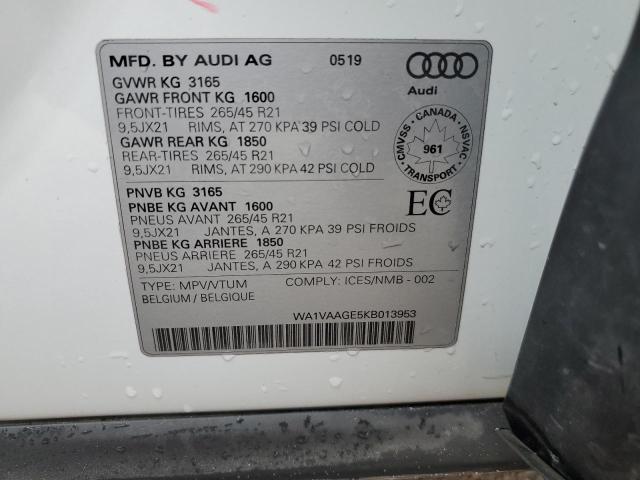 MFD. BY AUDI AG 0519
Audi
GVWR KG 3165
GAWR FRONT KG 1600
FRONT-TIRES 265/45 R21
9,5JX21 RIMS, AT 270 KPA 39 PSI COLD
GAWR REAR KG 1850
REAR-TIRES 265/45 R21
9,5JX21 RIMS, AT 290 KPA 42 PSI COLD
CANADA
CMVSS - NSVAC
961
TRANSPORT
PNVB KG 3165
PNBE KG AVANT 1600
PNEUS AVANT 265/45 R21
9,5JX21 JANTES, A 270 KPA 39 PSI FROIDS
PNBE KG ARRIERE 1850
PNEUS ARRIERE 265/45 R21
9,5JX21 JANTES, A 290 KPA 42 PSI FROIDS
EC
TYPE: MPV/VTUM COMPLY: ICES/NMB - 002
BELGIUM / BELGIQUE
WA1VAAGE5KB013953